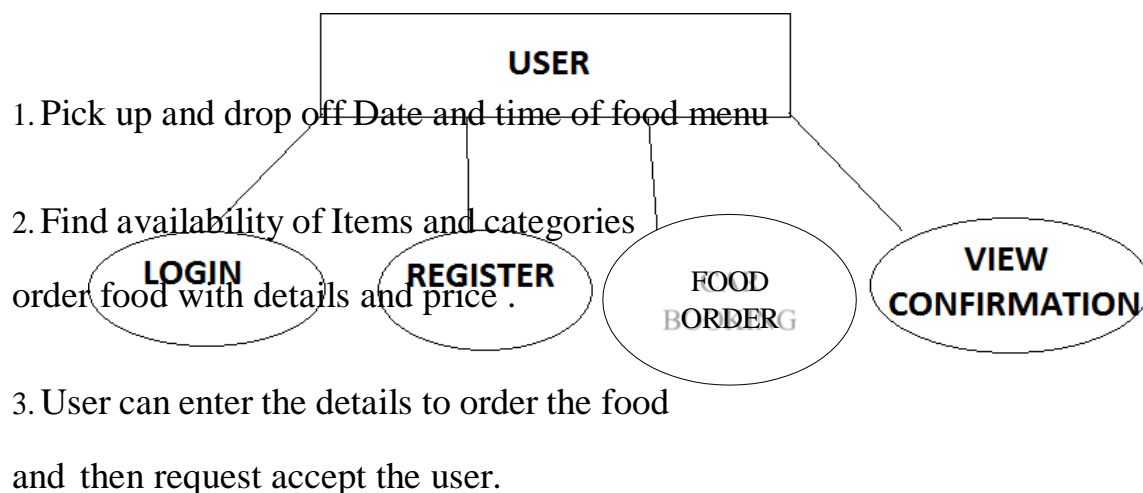 USER
1. Pick up and drop off Date and time of food menu
2. Find availability of Items and categories
LOGIN
REGISTER
FOOD
ORDER
VIEW
CONFIRMATION
order food with details and price .
3. User can enter the details to order the food
and then request accept the user.